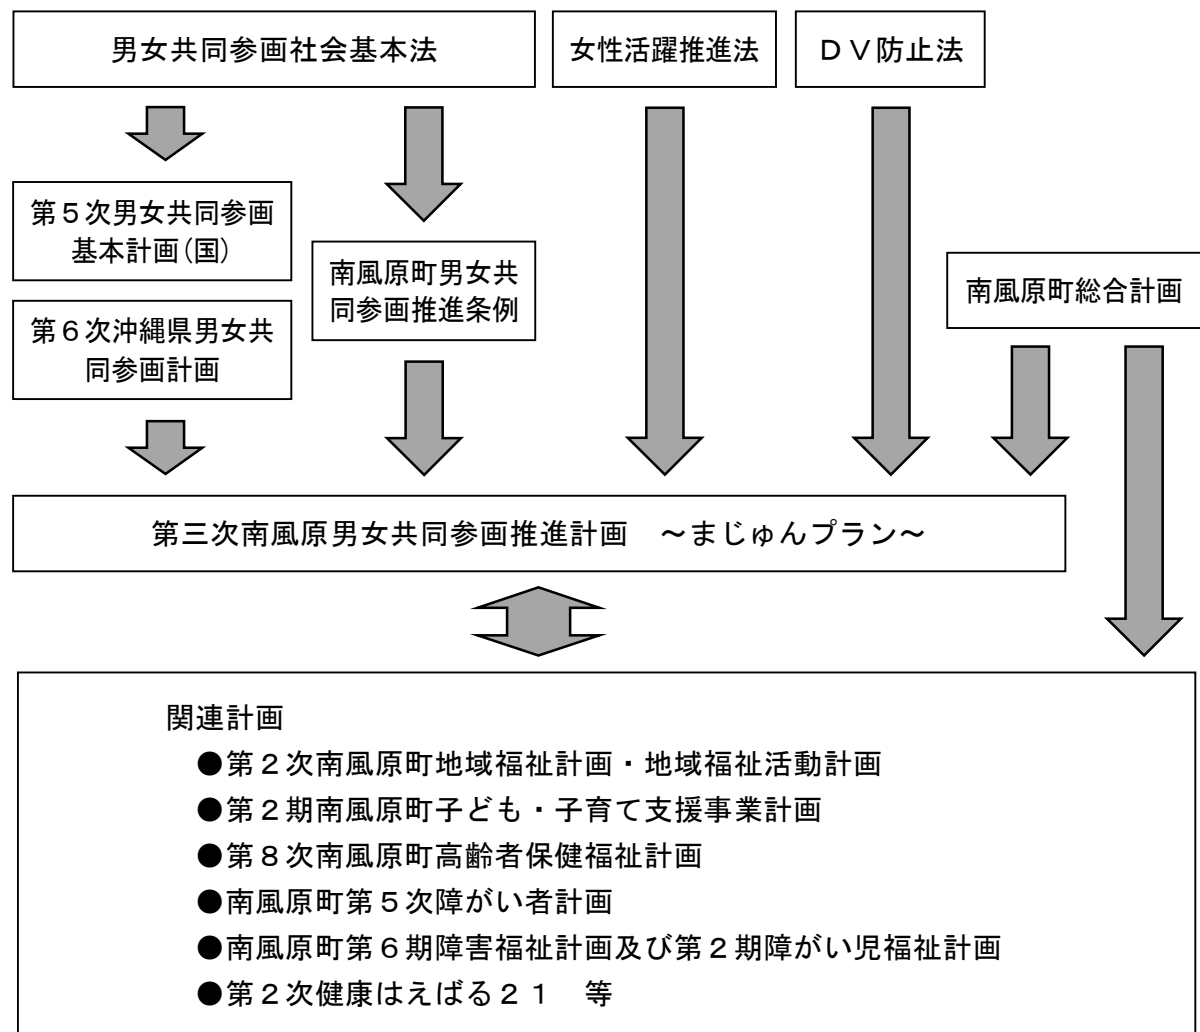 男女共同参画社会基本法
女性活躍推進法
ＤＶ防止法
第５次男女共同参画
基本計画(国)
第６次沖縄県男女共
同参画計画
南風原町男女共
同参画推進条例
南風原町総合計画
第三次南風原男女共同参画推進計画　～まじゅんプラン～
関連計画
●第２次南風原町地域福祉計画・地域福祉活動計画
●第２期南風原町子ども・子育て支援事業計画
●第８次南風原町高齢者保健福祉計画
●南風原町第５次障がい者計画
●南風原町第６期障害福祉計画及び第２期障がい児福祉計画
●第２次健康はえばる２１　等